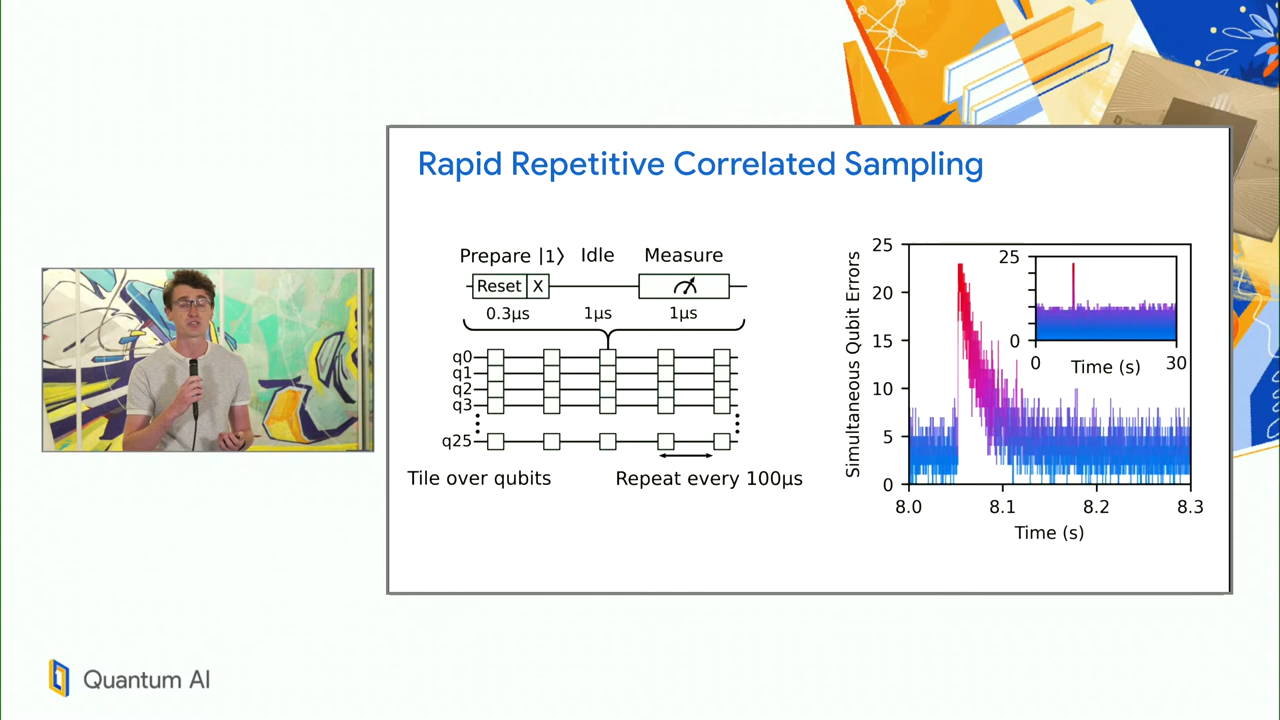 Rapid Repetitive Correlated Sampling
Prepare |1⟩ Idle Measure
Reset X
0.3μs 1μs 1μs
q0
q1
q2
q3
q25
Tile over qubits
Repeat every 100μs
Simultaneous Qubit Errors
25
20
15
10
5
0
8.0 8.1 8.2 8.3
Time (s)
25
0
0 Time (s) 30
Quantum AI